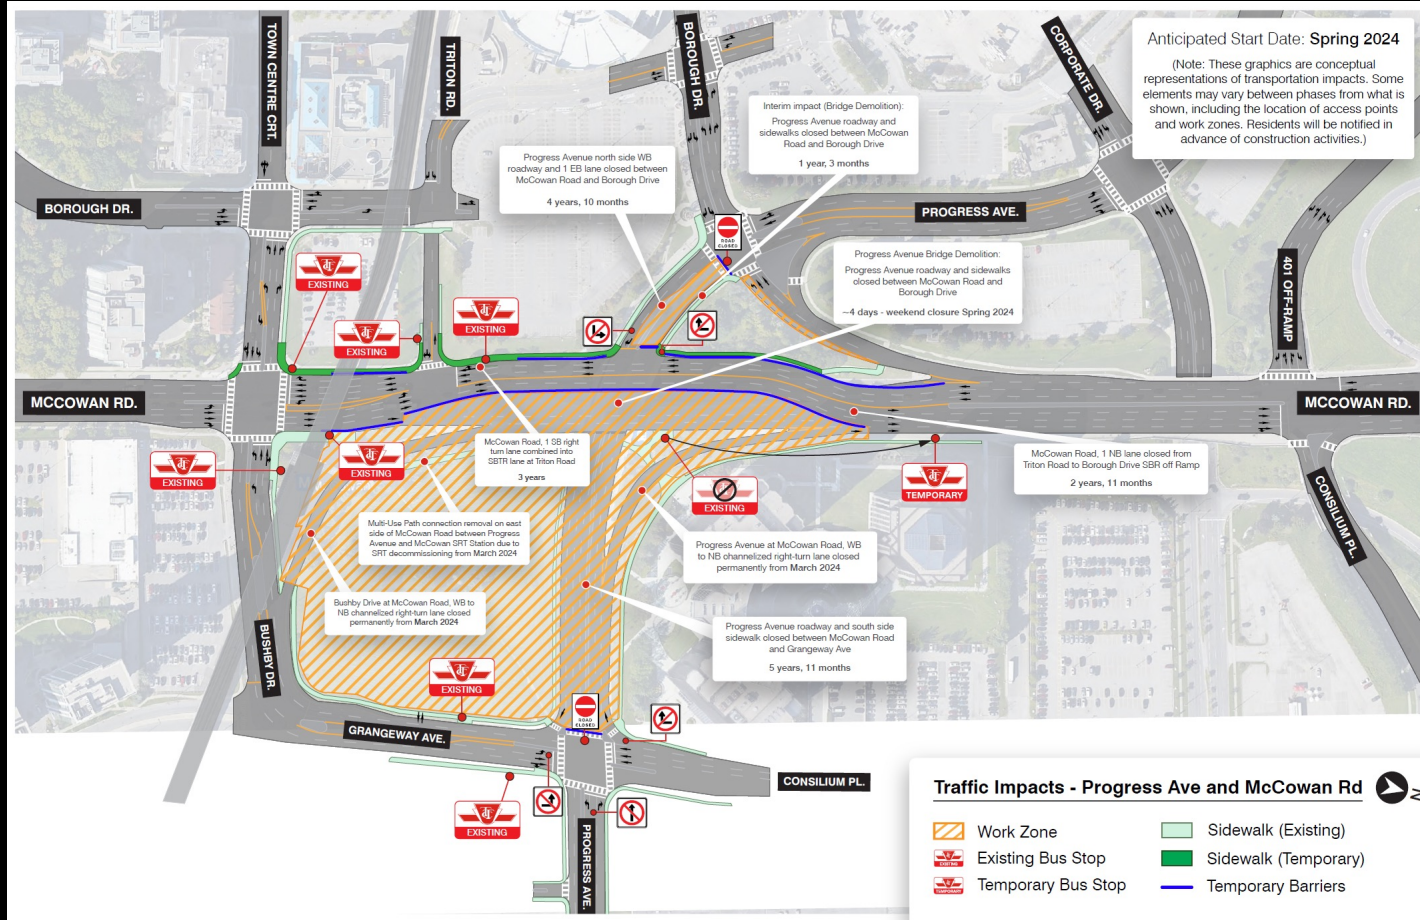 TOWN CENTRE CRT.
TRITON RD.
BOROUGH DR.
CORPORATE DR.
Anticipated Start Date: Spring 2024
(Note: These graphics are conceptual
representations of transportation impacts. Some
elements may vary between phases from what is
shown, including the location of access points
and work zones. Residents will be notified in
advance of construction activities.)
Interim impact (Bridge Demolition):
Progress Avenue roadway and
sidewalks closed between McCowan
Road and Borough Drive
1 year, 3 months
Progress Avenue north side WB
roadway and 1 EB lane closed between
McCowan Road and Borough Drive
4 years, 10 months
BOROUGH DR.
PROGRESS AVE.
ROAD
CLOSED
Progress Avenue Bridge Demolition:
Progress Avenue roadway and sidewalks
closed between McCowan Road and
Borough Drive
~4 days - weekend closure Spring 2024
401 OFF-RAMP
EXISTING
EXISTING
EXISTING
MCCOWAN RD.
MCCOWAN RD.
McCowan Road, 1 SB right
turn lane combined into
SBTR lane at Triton Road
3 years
McCowan Road, 1 NB lane closed from
Triton Road to Borough Drive SBR off Ramp
2 years, 11 months
EXISTING
EXISTING
EXISTING
TEMPORARY
CONSILIUM PL.
Multi-Use Path connection removal on east
side of McCowan Road between Progress
Avenue and McCowan SRT Station due to
SRT decommissioning from March 2024
Progress Avenue at McCowan Road, WB
to NB channelized right-turn lane closed
permanently from March 2024
Bushby Drive at McCowan Road, WB to
NB channelized right-turn lane closed
permanently from March 2024
Progress Avenue roadway and south side
sidewalk closed between McCowan Road
and Grangeway Ave
5 years, 11 months
BUSHBY DR.
EXISTING
ROAD
CLOSED
GRANGEWAY AVE.
CONSILIUM PL.
EXISTING
PROGRESS AVE.
Traffic Impacts - Progress Ave and McCowan Rd
N
Work Zone
Existing Bus Stop
Temporary Bus Stop
Sidewalk (Existing)
Sidewalk (Temporary)
Temporary Barriers